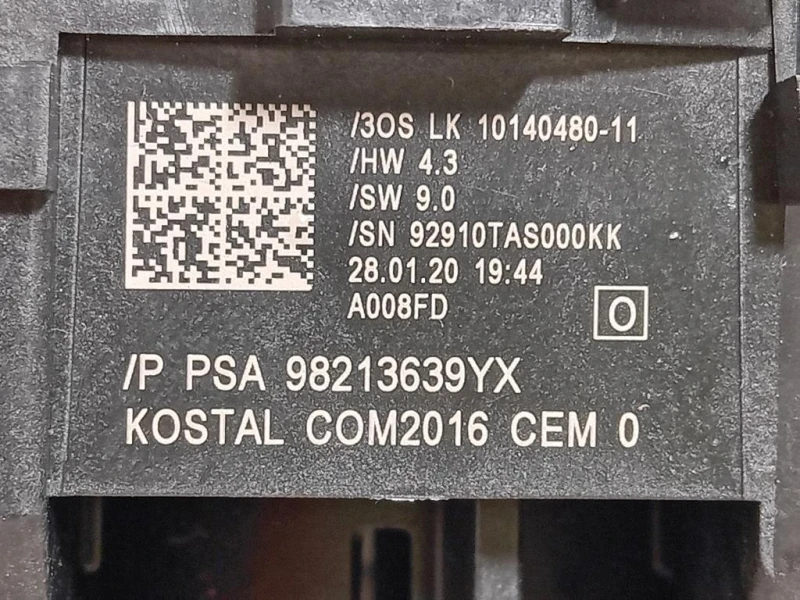 /3OS LK 10140480-11
/HW 4.3
/SW 9.0
/SN 92910TAS000KK
28.01.20 19:44
A008FD
O
/P PSA 98213639YX
KOSTAL COM2016 CEM 0